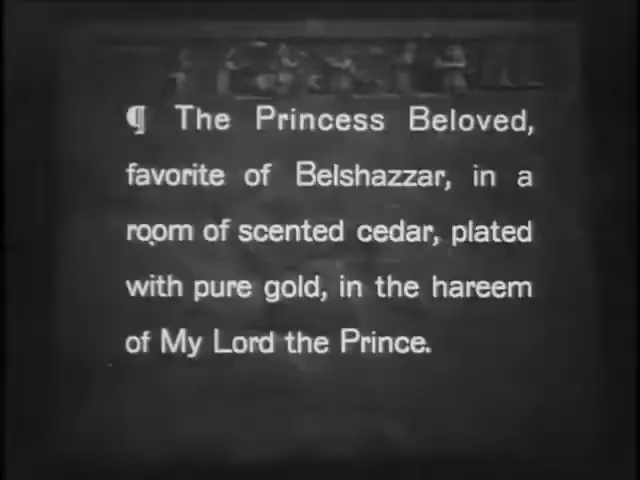 ¶ The Princess Beloved,
favorite of Belshazzar, in a
room of scented cedar, plated
with pure gold, in the hareem
of My Lord the Prince.